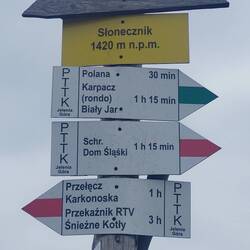 Słonecznik
1420 m n.p.m.
PTTK
Jelenia
Góra
Polana 30 min
Karpacz
(rondo) 1 h 15 min
Biały Jar
PTTK
Jelenia
Góra
Schr. 1 h 15 min
Dom Śląski
Przełęcz 1 h
Karkonoska
Przekaźnik RTV 3 h
Śnieżne Kotły
PTTK
Jelenia
Góra